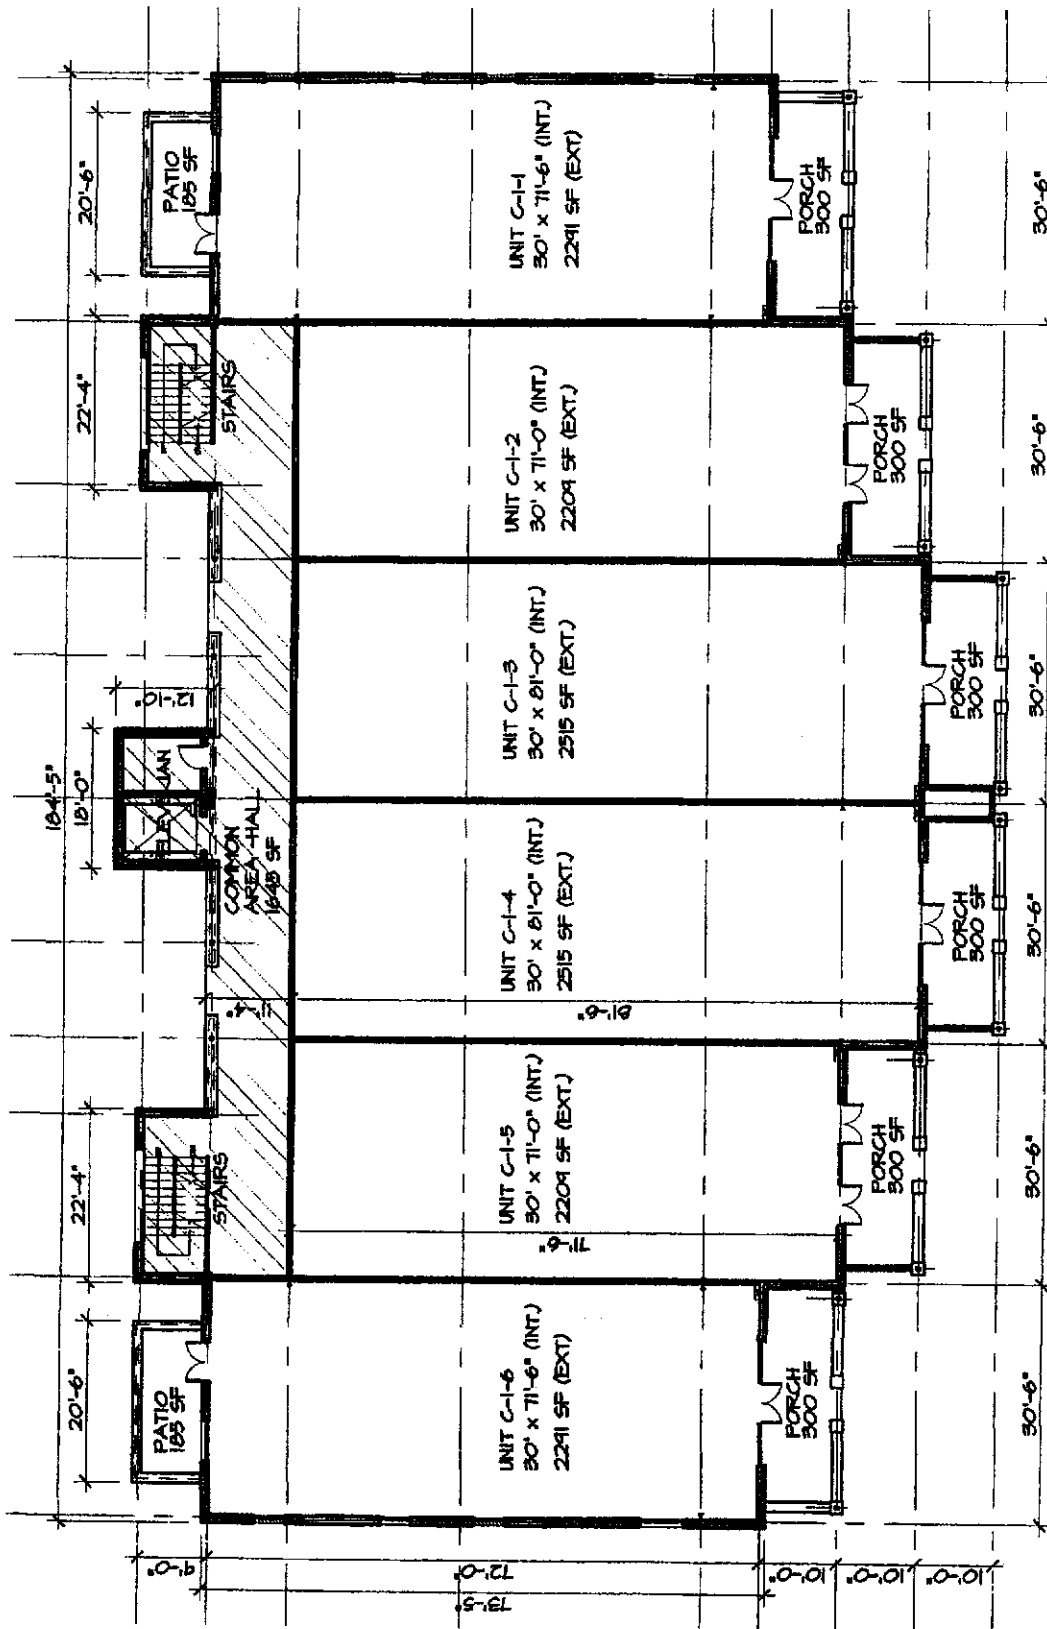 184'-5"
20'-6"
22'-4"
18'-0"
22'-4"
20'-6"
12'-10"
PATIO
185 SF
STAIRS
ELEV.
JAN
COMMON
AREA -HALL
1645 SF
STAIRS
PATIO
185 SF
11'-4"
UNIT C-1-6
30' x 71'-6" (INT.)
2291 SF (EXT)
UNIT C-1-5
30' x 71'-0" (INT.)
2209 SF (EXT.)
UNIT C-1-4
30' x 81'-0" (INT.)
2515 SF (EXT.)
UNIT C-1-3
30' x 81'-0" (INT.)
2515 SF (EXT.)
UNIT C-1-2
30' x 71'-0" (INT.)
2209 SF (EXT.)
UNIT C-1-1
30' x 71'-6" (INT.)
2291 SF (EXT)
71'-6"
81'-6"
PORCH
300 SF
PORCH
300 SF
PORCH
300 SF
PORCH
300 SF
PORCH
300 SF
PORCH
300 SF
30'-6"
30'-6"
30'-6"
30'-6"
30'-6"
30'-6"
9'-0"
72'-0"
73'-5"
10'-0"
10'-0"
10'-0"